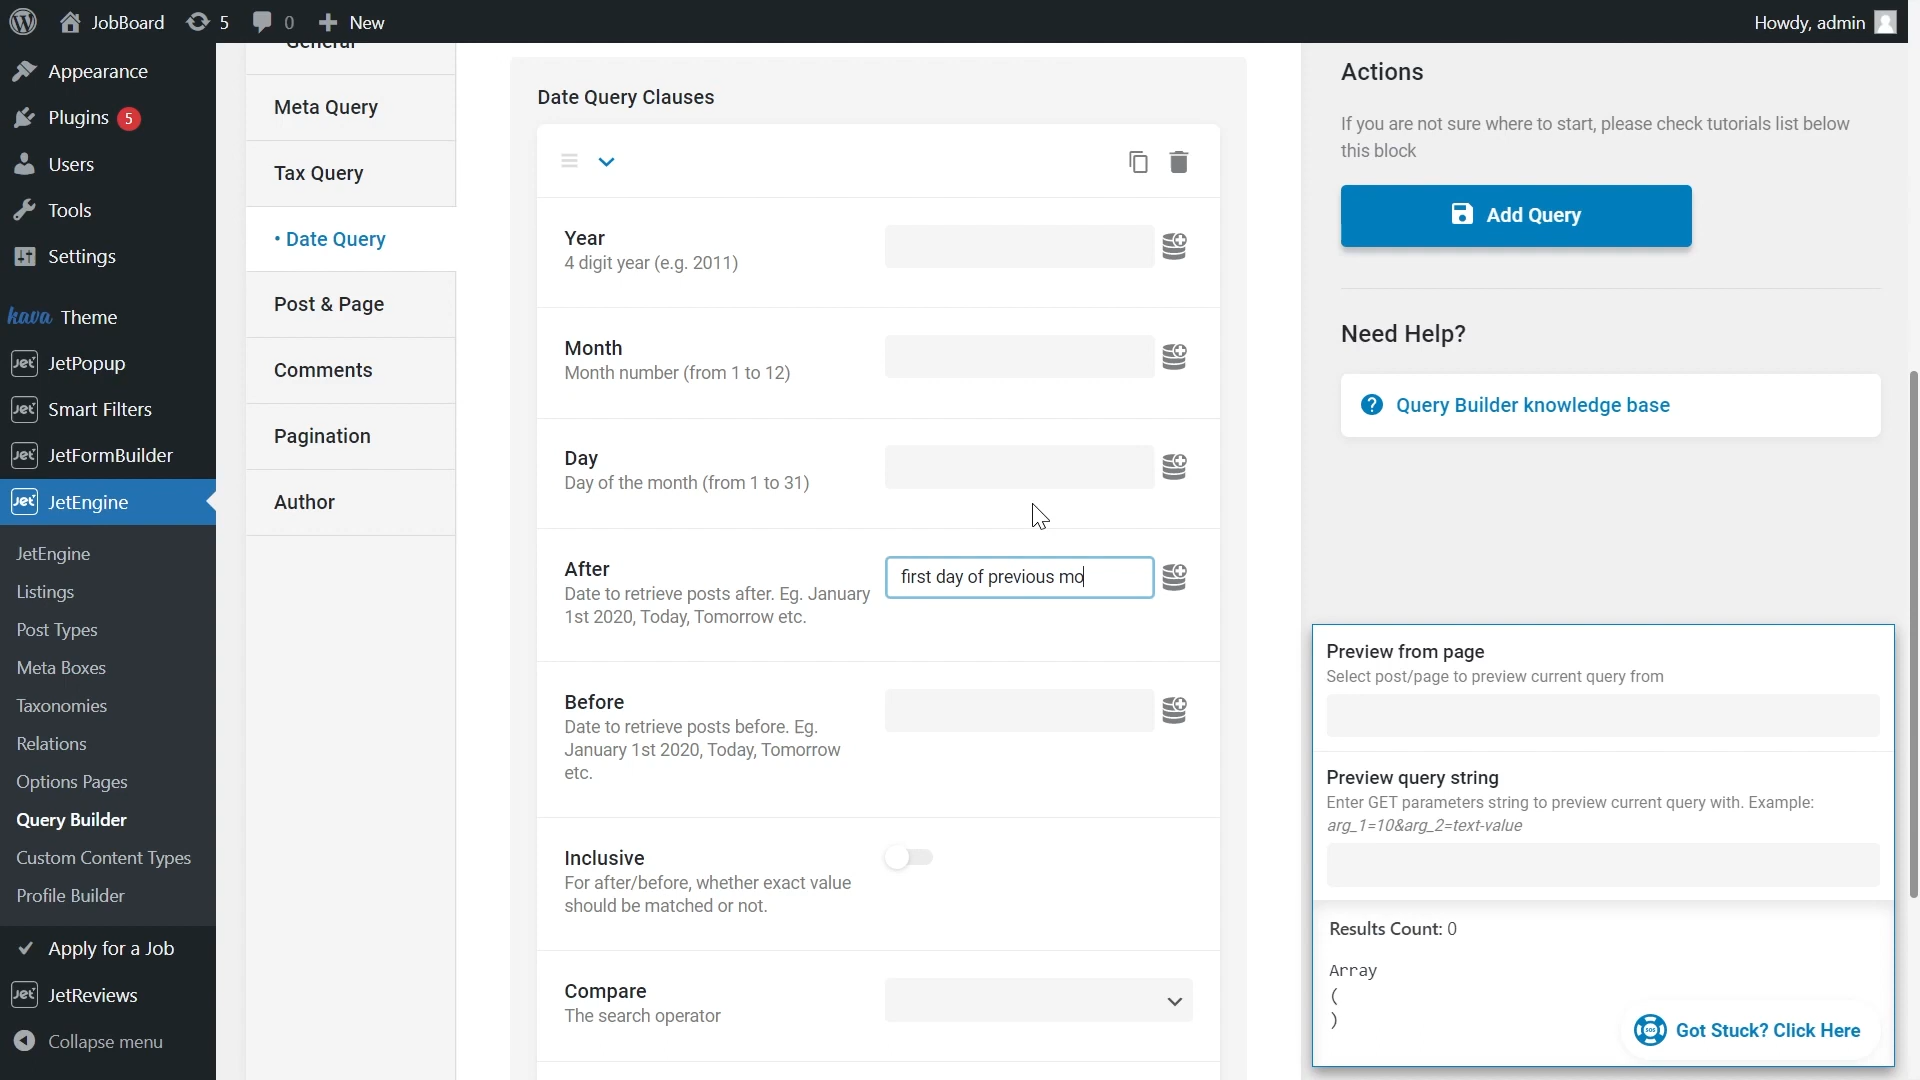 JobBoard
5
0
New
Howdy, admin
Appearance
Plugins 5
Users
Tools
Settings
kava Theme
Jet JetPopup
Jet Smart Filters
Jet JetFormBuilder
Jet JetEngine
JetEngine
Listings
Post Types
Meta Boxes
Taxonomies
Relations
Options Pages
Query Builder
Custom Content Types
Profile Builder
Apply for a Job
Jet JetReviews
Collapse menu
General
Meta Query
Tax Query
• Date Query
Post & Page
Comments
Pagination
Author
Date Query Clauses
Year
4 digit year (e.g. 2011)
Month
Month number (from 1 to 12)
Day
Day of the month (from 1 to 31)
After
Date to retrieve posts after. Eg. January
1st 2020, Today, Tomorrow etc.
first day of previous mo
Before
Date to retrieve posts before. Eg.
January 1st 2020, Today, Tomorrow
etc.
Inclusive
For after/before, whether exact value
should be matched or not.
Compare
The search operator
Actions
If you are not sure where to start, please check tutorials list below
this block
Add Query
Need Help?
Query Builder knowledge base
Preview from page
Select post/page to preview current query from
Preview query string
Enter GET parameters string to preview current query with. Example:
arg_1=10&arg_2=text-value
Results Count: 0
Array
(
)
Got Stuck? Click Here